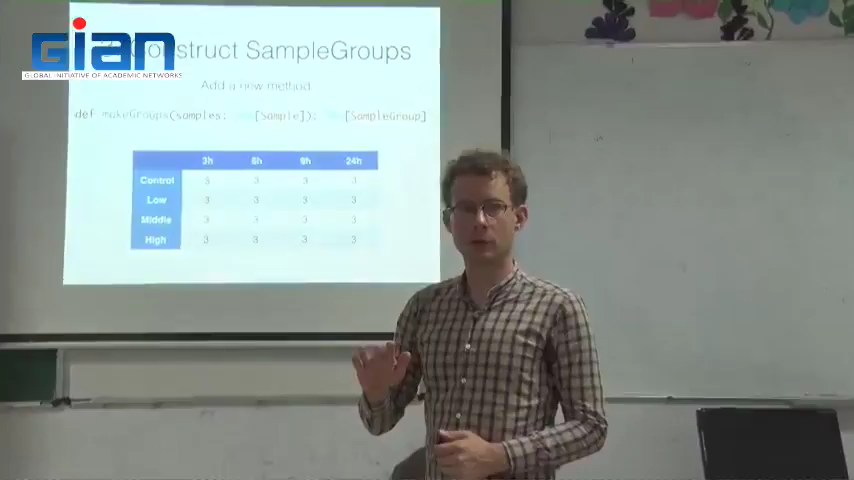 GIAN
GLOBAL INITIATIVE OF ACADEMIC NETWORKS
Construct SampleGroups
Add a new method.
def makeGroups(samples: [Sample]): [SampleGroup]
3h 6h 9h 24h
Control 3 3 3 3
Low 3 3 3 3
Middle 3 3 3 3
High 3 3 3 3